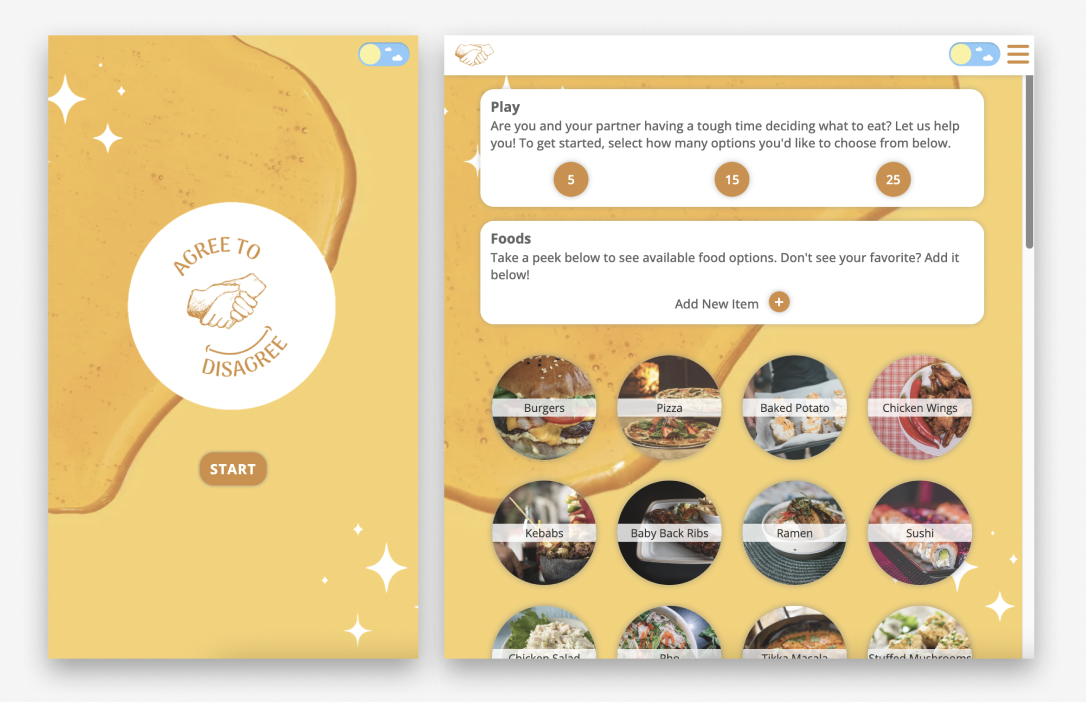 AGREE TO
DISAGREE
START
Play
Are you and your partner having a tough time deciding what to eat? Let us help
you! To get started, select how many options you'd like to choose from below.
5 15 25
Foods
Take a peek below to see available food options. Don't see your favorite? Add it
below!
Add New Item +
Burgers Pizza Baked Potato Chicken Wings
Kebabs Baby Back Ribs Ramen Sushi
Chicken Salad Pho Tikka Masala Stuffed Mushrooms